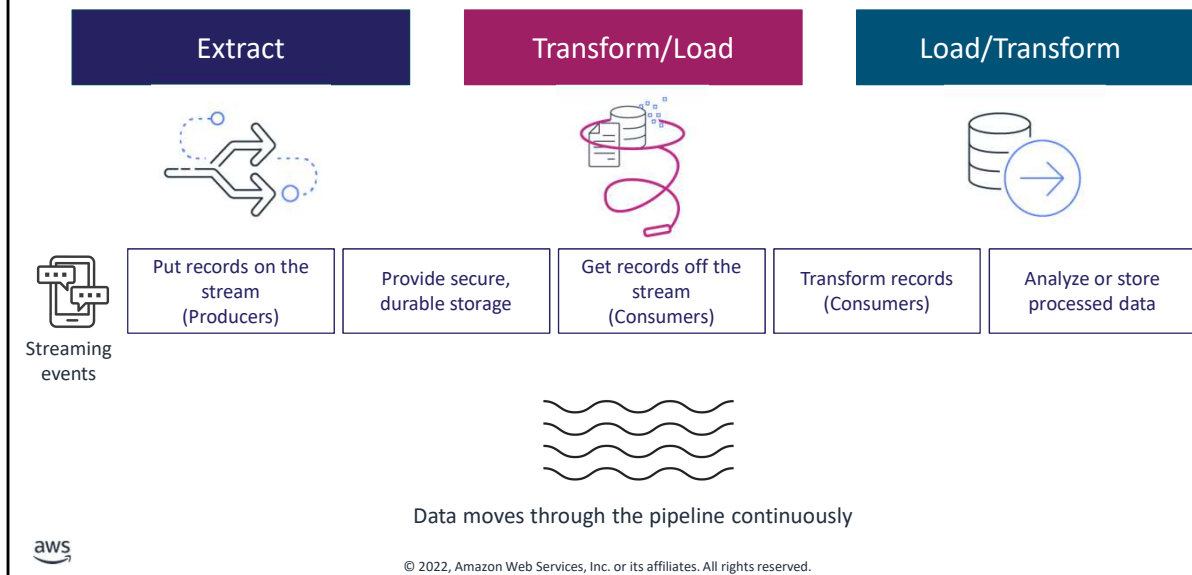 Extract
Transform/Load
Load/Transform
Put records on the
stream
(Producers)
Provide secure,
durable storage
Get records off the
stream
(Consumers)
Transform records
(Consumers)
Analyze or store
processed data
Streaming
events
Data moves through the pipeline continuously
aws
© 2022, Amazon Web Services, Inc. or its affiliates. All rights reserved.